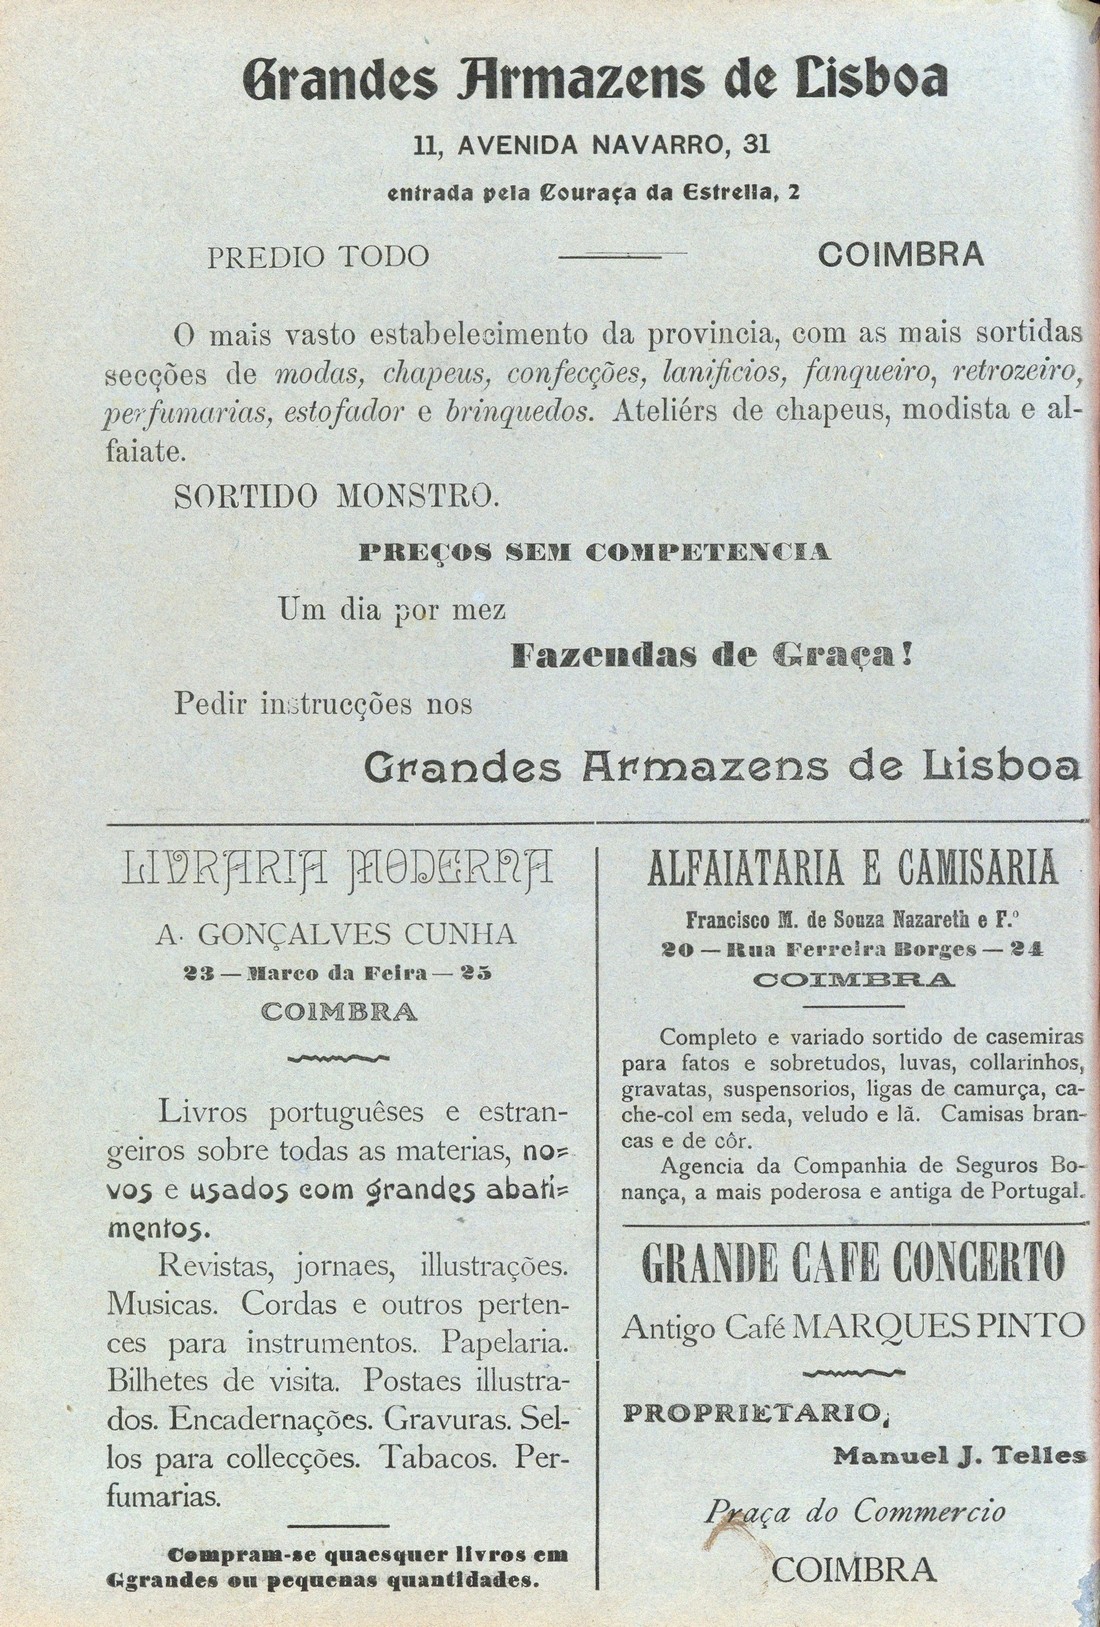 Grandes Armazens de Lisboa
11, AVENIDA NAVARRO, 31
entrada pela Couraça da Estrella, 2
PREDIO TODO COIMBRA
O mais vasto estabelecimento da provincia, com as mais sortidas
secções de modas, chapeus, confecções, lanificios, fanqueiro, retrozeiro,
perfumarias, estofador e brinquedos. Ateliérs de chapeus, modista e al-
faiate.
SORTIDO MONSTRO.
PREÇOS SEM COMPETENCIA
Um dia por mez
Fazendas de Graça!
Pedir instrucções nos
Grandes Armazens de Lisboa
LIVRARIA MODERNA
A. GONÇALVES CUNHA
23 — Marco da Feira — 25
COIMBRA
Livros portuguêses e estran-
geiros sobre todas as materias, no-
vos e usados com grandes abati-
mentos.
Revistas, jornaes, illustrações.
Musicas. Cordas e outros perten-
ces para instrumentos. Papelaria.
Bilhetes de visita. Postaes illustra-
dos. Encadernações. Gravuras. Sel-
los para collecções. Tabacos. Per-
fumarias.
Compram-se quaesquer livros em
Ggrandes ou pequenas quantidades.
ALFAIATARIA E CAMISARIA
Francisco M. de Souza Nazareth e F.º
20 — Rua Ferreira Borges — 24
COIMBRA
Completo e variado sortido de casemiras
para fatos e sobretudos, luvas, collarinhos,
gravatas, suspensorios, ligas de camurça, ca-
che-col em seda, veludo e lã. Camisas bran-
cas e de côr.
Agencia da Companhia de Seguros Bo-
nança, a mais poderosa e antiga de Portugal.
GRANDE CAFE CONCERTO
Antigo Café MARQUES PINTO
PROPRIETARIO,
Manuel J. Telles
Praça do Commercio
COIMBRA